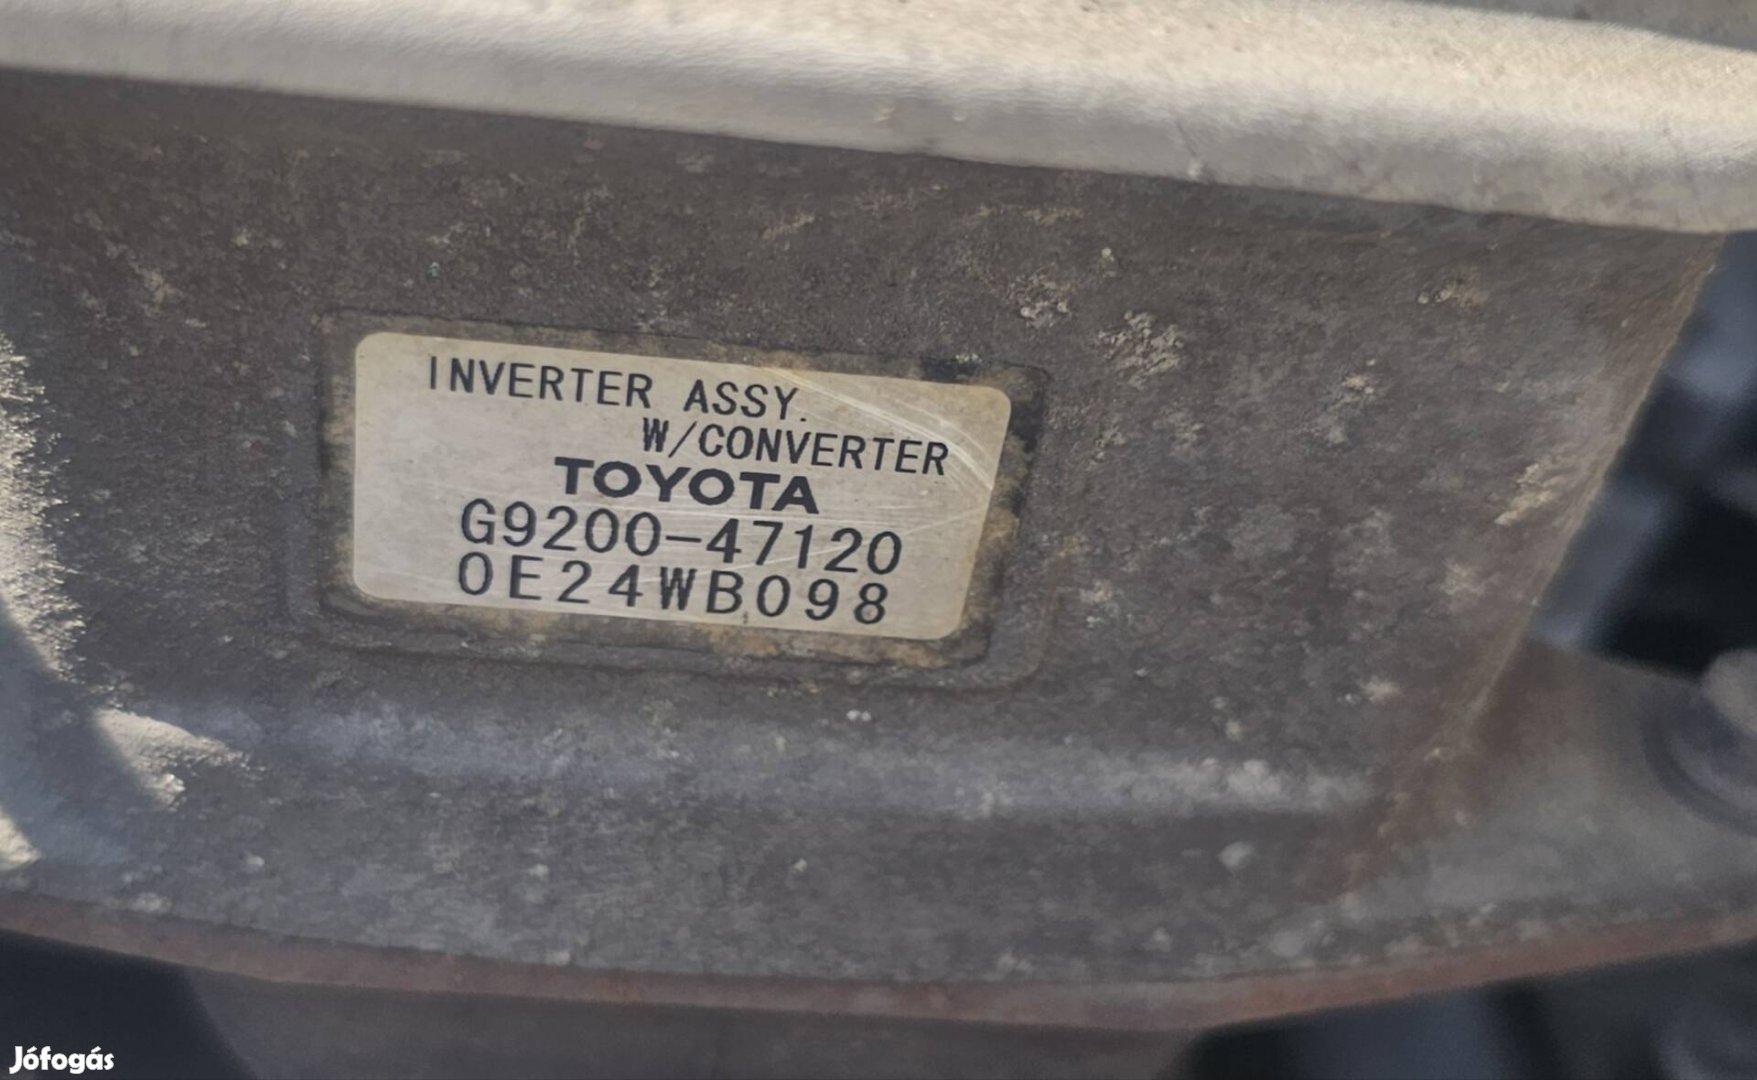 INVERTER ASSY.
W/CONVERTER
TOYOTA
G9200-47120
0E24WB098
Jófogás